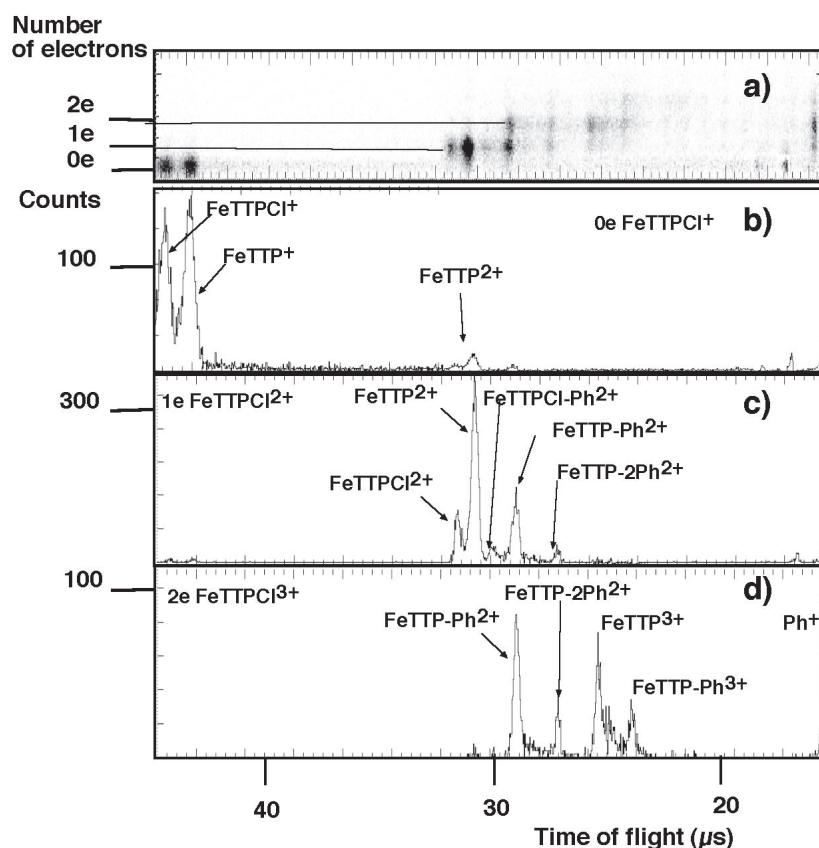 Number
of electrons
2e
1e
0e
a)
Counts
FeTTPCl⁺
FeTTP⁺
0e FeTTPCl⁺
b)
100
FeTTP²⁺
300
1e FeTTPCl²⁺
FeTTP²⁺
FeTTPCl-Ph²⁺
c)
FeTTP-Ph²⁺
FeTTPCl²⁺
FeTTP-2Ph²⁺
100
2e FeTTPCl³⁺
FeTTP-2Ph²⁺
d)
FeTTP-Ph²⁺
FeTTP³⁺
Ph⁺
FeTTP-Ph³⁺
40
30
20
Time of flight (µs)